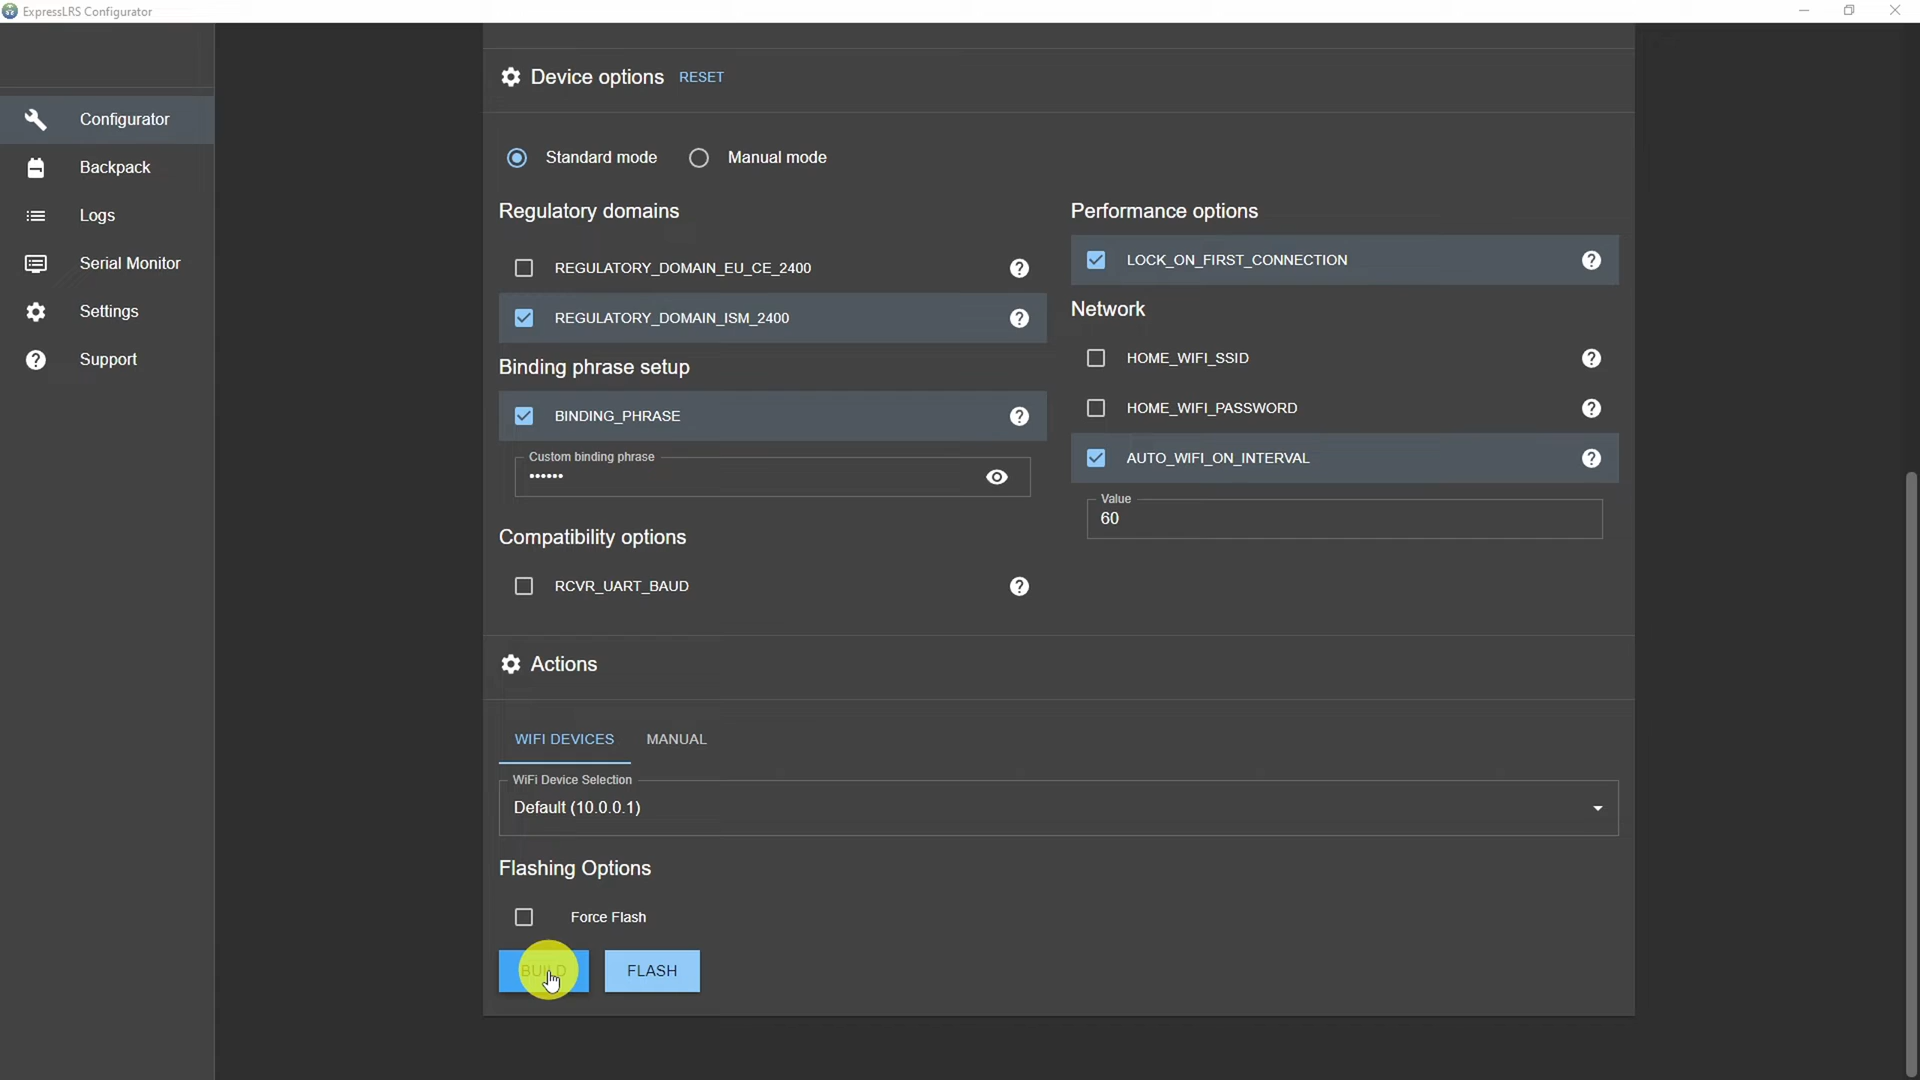 ExpressLRS Configurator
Configurator
Backpack
Logs
Serial Monitor
Settings
Support
Device options RESET
Standard mode Manual mode
Regulatory domains
REGULATORY_DOMAIN_EU_CE_2400
REGULATORY_DOMAIN_ISM_2400
Binding phrase setup
BINDING_PHRASE
Custom binding phrase
••••••
Compatibility options
RCVR_UART_BAUD
Performance options
LOCK_ON_FIRST_CONNECTION
Network
HOME_WIFI_SSID
HOME_WIFI_PASSWORD
AUTO_WIFI_ON_INTERVAL
Value
60
Actions
WIFI DEVICES MANUAL
WiFi Device Selection
Default (10.0.0.1)
Flashing Options
Force Flash
BUILD FLASH